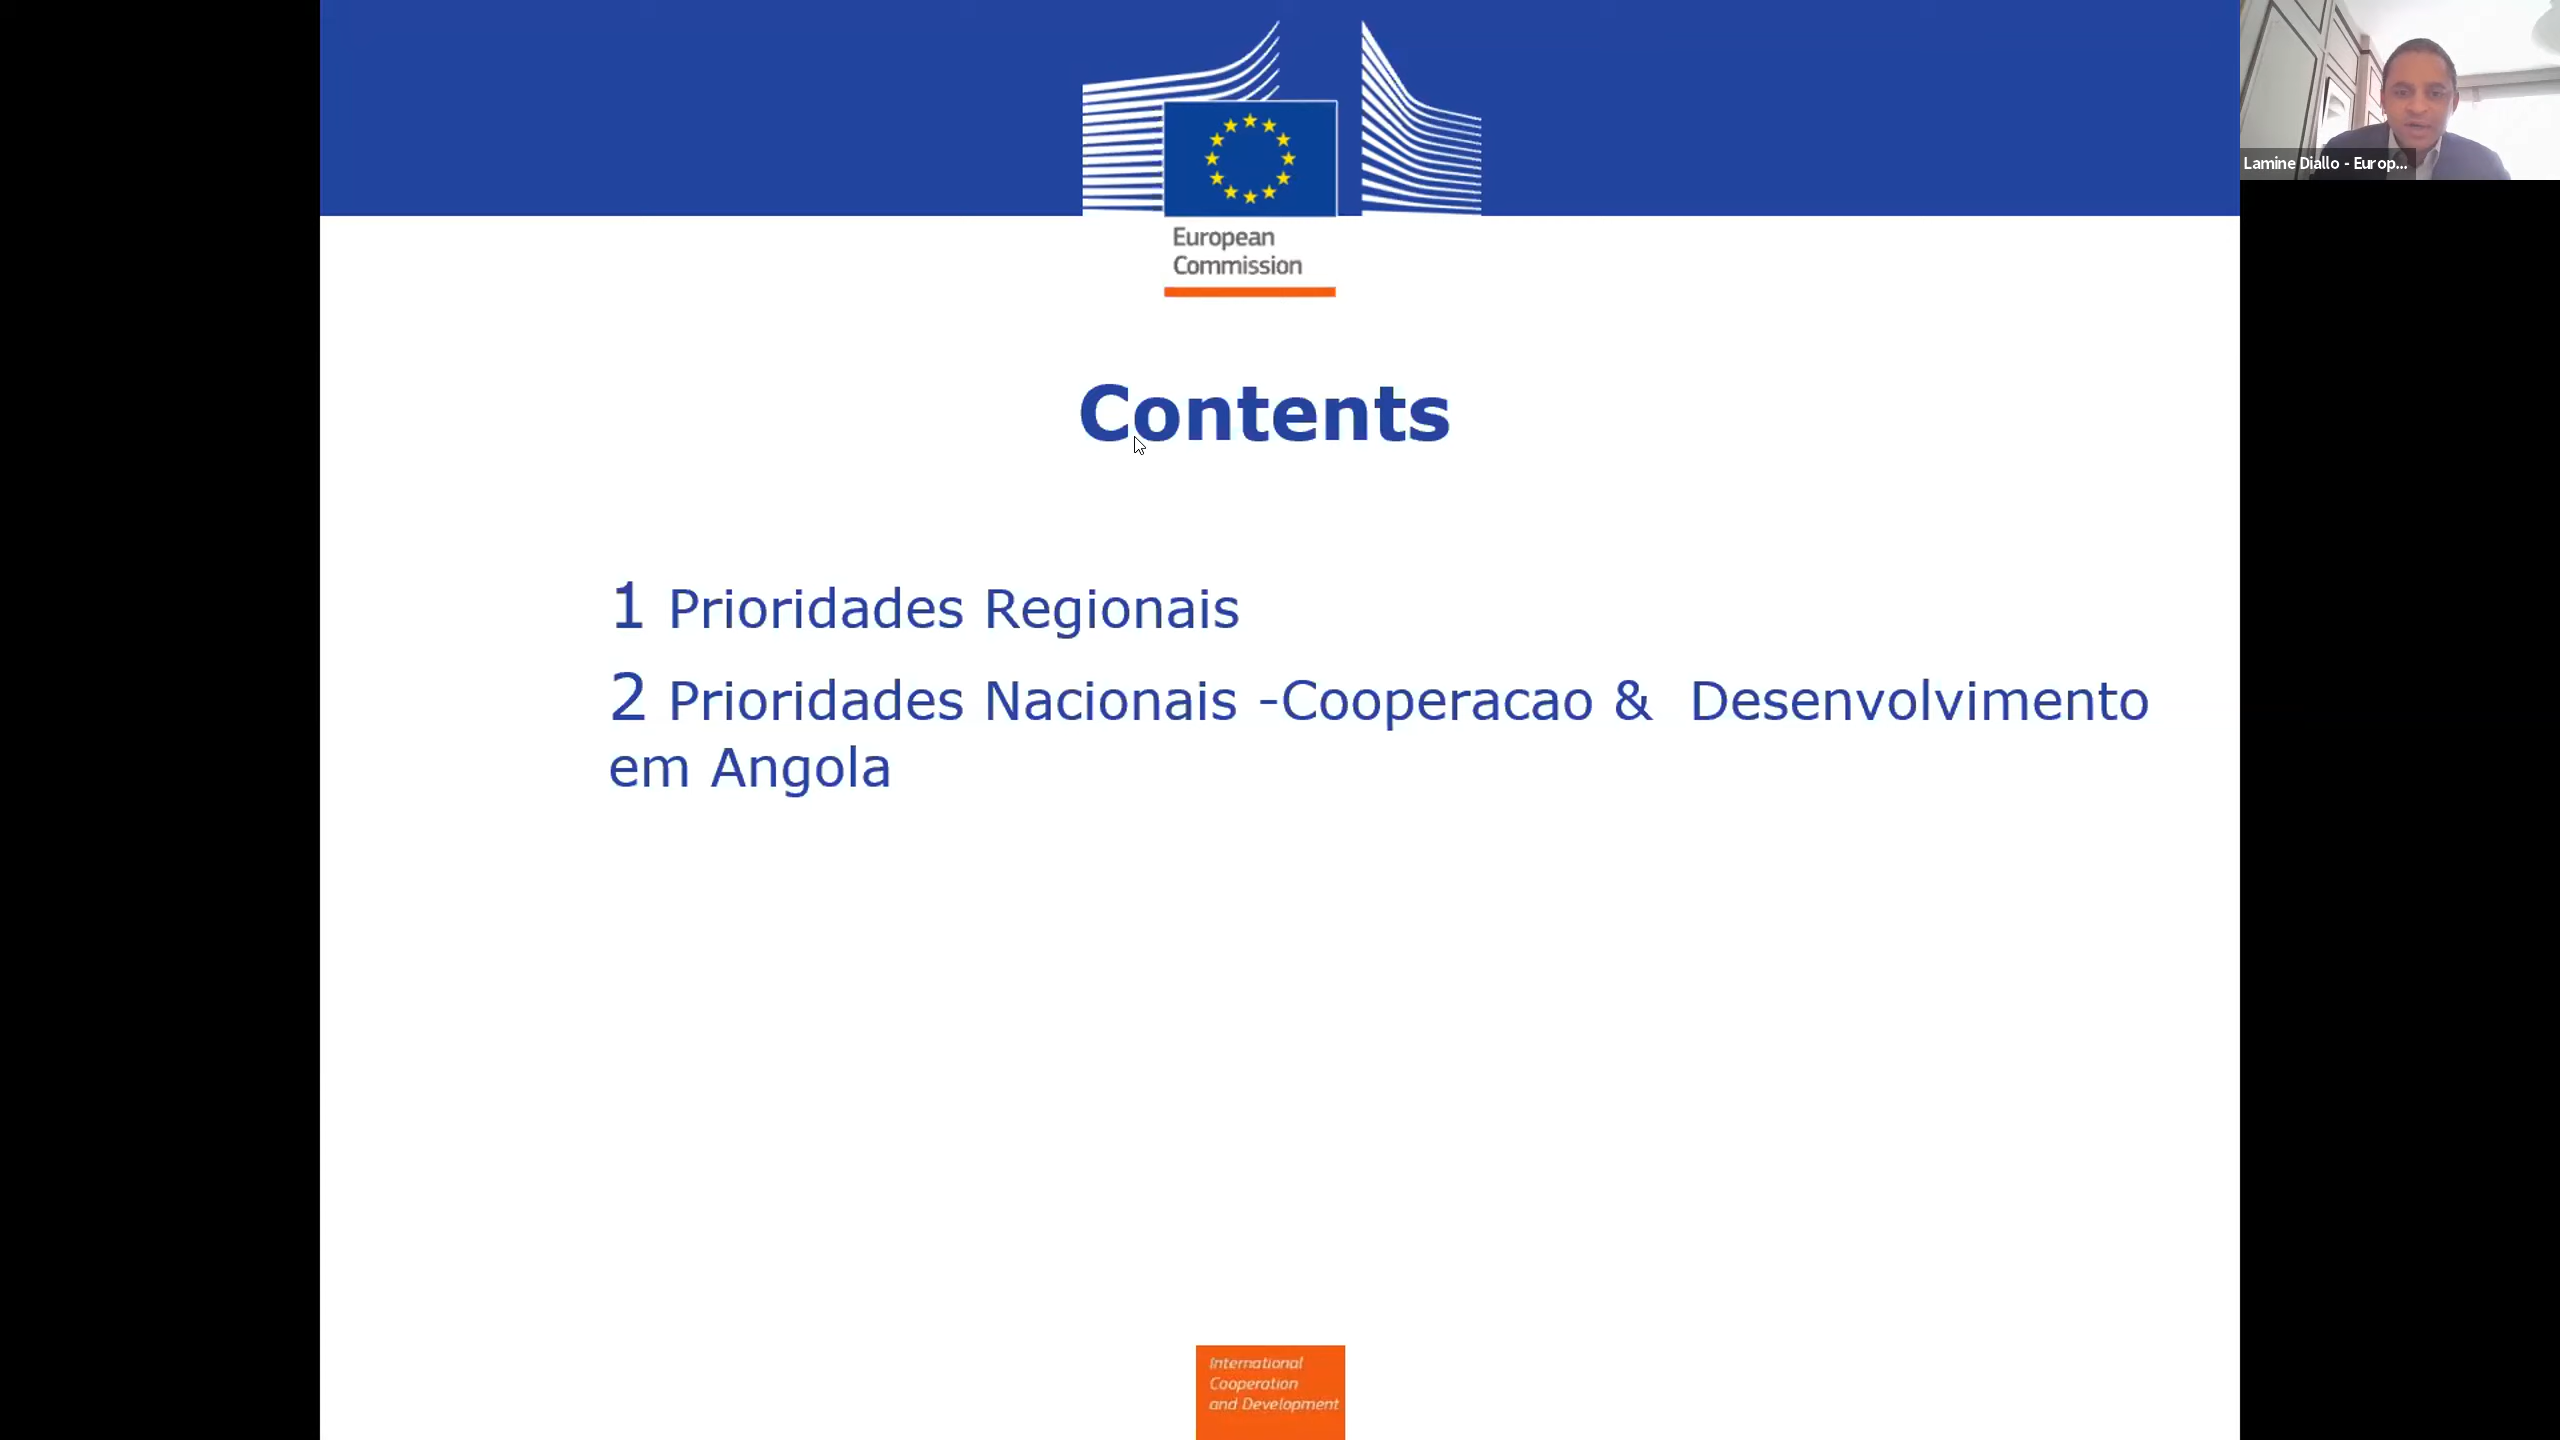 Lamine Diallo - Europ...
European
Commission
Contents
1 Prioridades Regionais
2 Prioridades Nacionais -Cooperacao & Desenvolvimento
em Angola
International
Cooperation
and Development